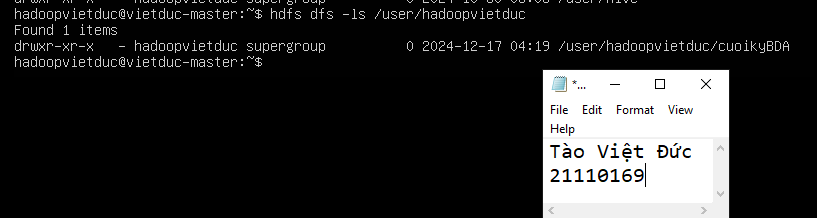 hadoopvietduc@vietduc-master:~$ hdfs dfs -ls /user/hadoopvietduc
Found 1 items
drwxr-xr-x   - hadoopvietduc supergroup          0 2024-12-17 04:19 /user/hadoopvietduc/cuoikyBDA
hadoopvietduc@vietduc-master:~$
*...
File Edit Format View
Help
Tào Việt Đức
21110169